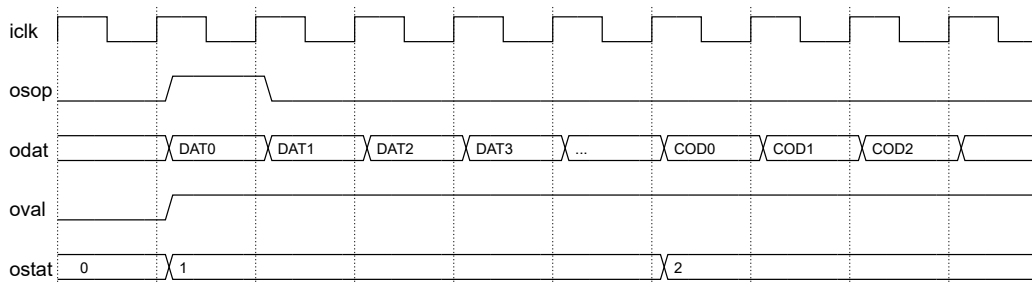 iclk
osop
odat DAT0 DAT1 DAT2 DAT3 ... COD0 COD1 COD2
oval
ostat 0 1 2